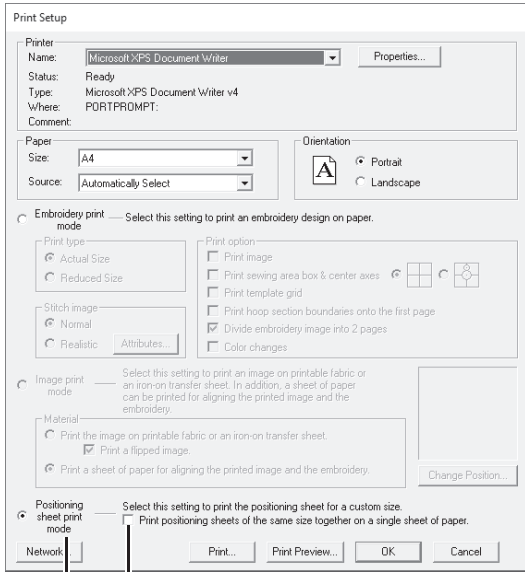 Print Setup
Printer
Name: Microsoft XPS Document Writer Properties...
Status: Ready
Type: Microsoft XPS Document Writer v4
Where: PORTPROMPT:
Comment:
Paper
Size: A4
Source: Automatically Select
Orientation
A
Portrait
Landscape
Embroidery print
mode
Select this setting to print an embroidery design on paper.
Print type
Actual Size
Reduced Size
Stitch image
Normal
Realistic Attributes...
Print option
Print image
Print sewing area box & center axes
Print template grid
Print hoop section boundaries onto the first page
Divide embroidery image into 2 pages
Color changes
Image print
mode
Select this setting to print an image on printable fabric or
an iron-on transfer sheet. In addition, a sheet of paper
can be printed for aligning the printed image and the
embroidery.
Material
Print the image on printable fabric or an iron-on transfer sheet.
Print a flipped image.
Print a sheet of paper for aligning the printed image and the embroidery.
Change Position...
Positioning
sheet print
mode
Select this setting to print the positioning sheet for a custom size.
Print positioning sheets of the same size together on a single sheet of paper.
Network... Print... Print Preview... OK Cancel